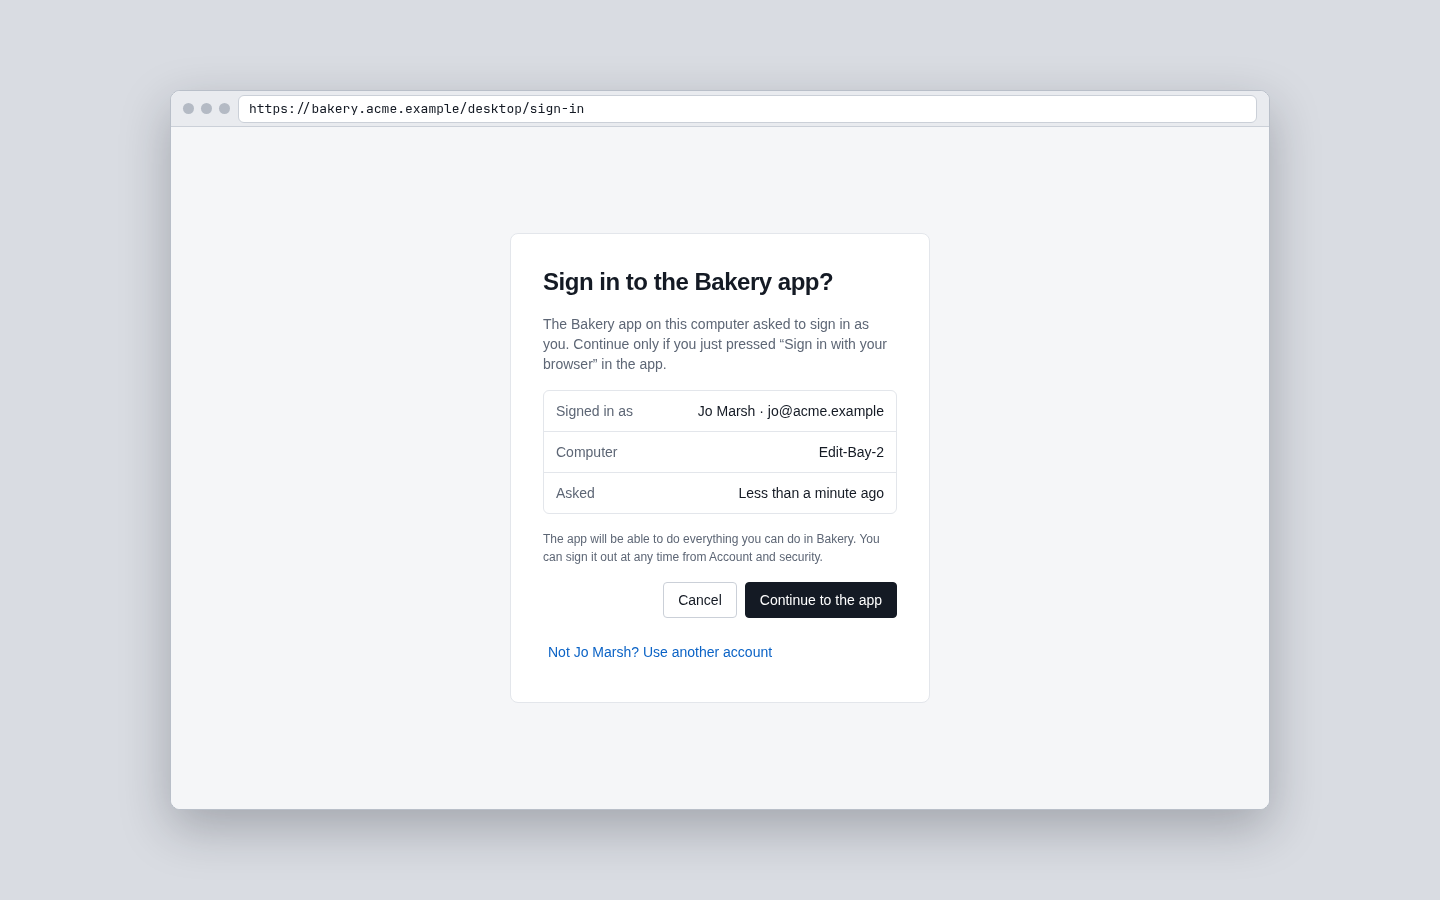 https://bakery.acme.example/desktop/sign-in
Sign in to the Bakery app?
The Bakery app on this computer asked to sign in as
you. Continue only if you just pressed “Sign in with your
browser” in the app.
Signed in as Jo Marsh · jo@acme.example
Computer Edit-Bay-2
Asked Less than a minute ago
The app will be able to do everything you can do in Bakery. You
can sign it out at any time from Account and security.
Cancel Continue to the app
Not Jo Marsh? Use another account